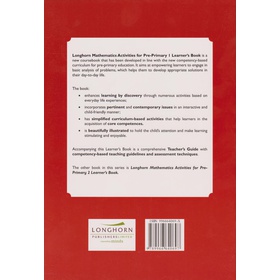 Longhorn Mathematics Activities for Pre-Primary 1 Learner's Book is a
new coursebook that has been developed in line with the new competency-based
curriculum for pre-primary education. It aims at empowering learners to engage in
basic analysis of problems, which helps them to develop appropriate solutions in
their day-to-day life.
The book:
enhances learning by discovery through numerous activities based on
everyday life experiences;
incorporates pertinent and contemporary issues in an interactive and
child-friendly manner;
has simplified curriculum-based activities that help learners in the
acquisition of core competences.
is beautifully illustrated to hold the child's attention and make learning
stimulating and enjoyable.
Accompanying this Learner's Book is a comprehensive Teacher's Guide with
competency-based teaching guidelines and assessment techniques.
The other book in this series is Longhorn Mathematics Activities for Pre-
Primary 2 Learner's Book.
LONGHORN
PUBLISHERS